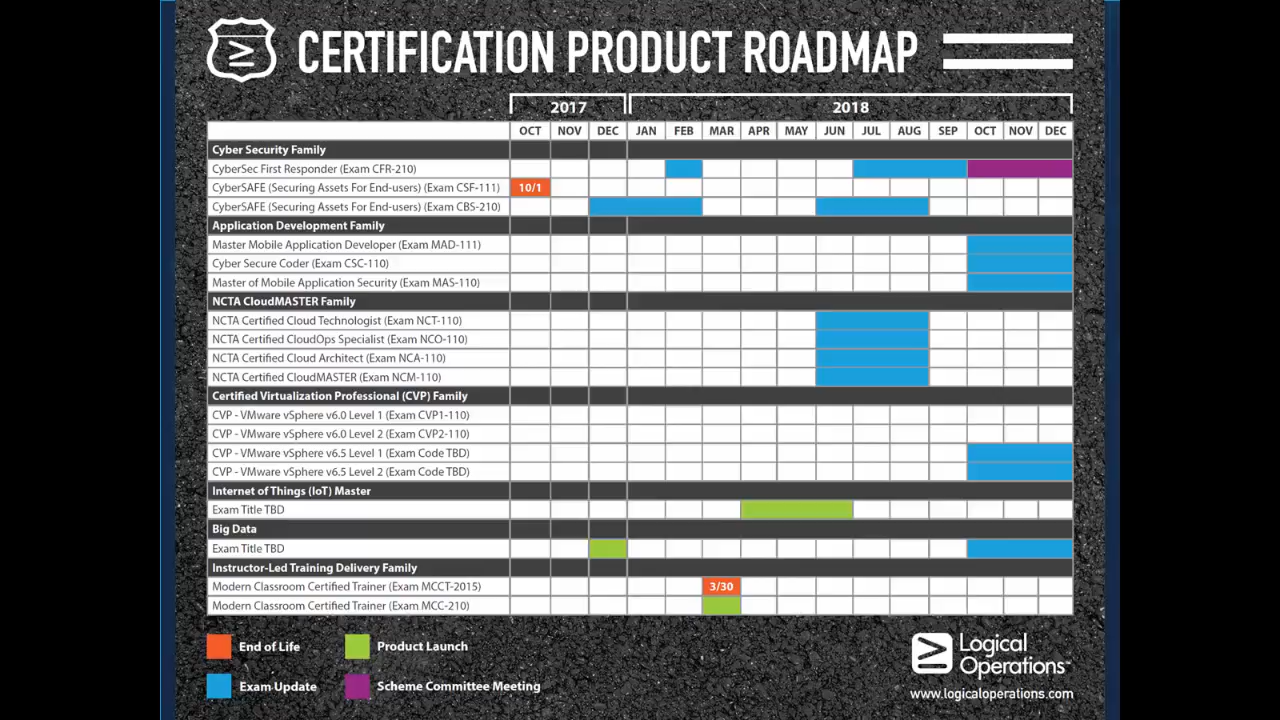 CERTIFICATION PRODUCT ROADMAP
2017 2018
OCT NOV DEC JAN FEB MAR APR MAY JUN JUL AUG SEP OCT NOV DEC
Cyber Security Family
CyberSec First Responder (Exam CFR-210)
CyberSAFE (Securing Assets For End-users) (Exam CSF-111) 10/1
CyberSAFE (Securing Assets For End-users) (Exam CBS-210)
Application Development Family
Master Mobile Application Developer (Exam MAD-111)
Cyber Secure Coder (Exam CSC-110)
Master of Mobile Application Security (Exam MAS-110)
NCTA CloudMASTER Family
NCTA Certified Cloud Technologist (Exam NCT-110)
NCTA Certified CloudOps Specialist (Exam NCO-110)
NCTA Certified Cloud Architect (Exam NCA-110)
NCTA Certified CloudMASTER (Exam NCM-110)
Certified Virtualization Professional (CVP) Family
CVP - VMware vSphere v6.0 Level 1 (Exam CVP1-110)
CVP - VMware vSphere v6.0 Level 2 (Exam CVP2-110)
CVP - VMware vSphere v6.5 Level 1 (Exam Code TBD)
CVP - VMware vSphere v6.5 Level 2 (Exam Code TBD)
Internet of Things (IoT) Master
Exam Title TBD
Big Data
Exam Title TBD
Instructor-Led Training Delivery Family
Modern Classroom Certified Trainer (Exam MCCT-2015) 3/30
Modern Classroom Certified Trainer (Exam MCC-210)
End of Life
Product Launch
Exam Update
Scheme Committee Meeting
Logical
Operations™
www.logicaloperations.com